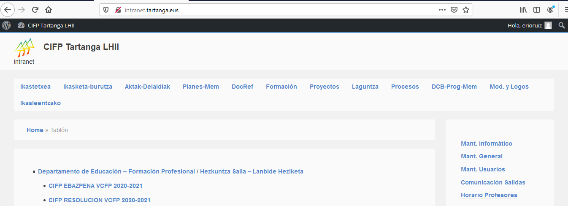 intranet.tartanga.eus
CIFP Tartanga LHII
Hola,
CIFP Tartanga LHII
intranet
Ikastetxea Ikasketa-burutza Aktak-Deialdiak Planes-Mem DocRef Formación Proyectos Laguntza Procesos DCB-Prog-Mem Mod. y Logos
Ikasleentzako
Home » Tablón
Departamento de Educación – Formación Profesional / Hezkuntza Saila – Lanbide Heziketa
CIFP EBAZPENA VCFP 2020-2021
CIFP RESOLUCION VCFP 2020-2021
Mant. Informático
Mant. General
Mant. Usuarios
Comunicación Salidas
Horario Profesores